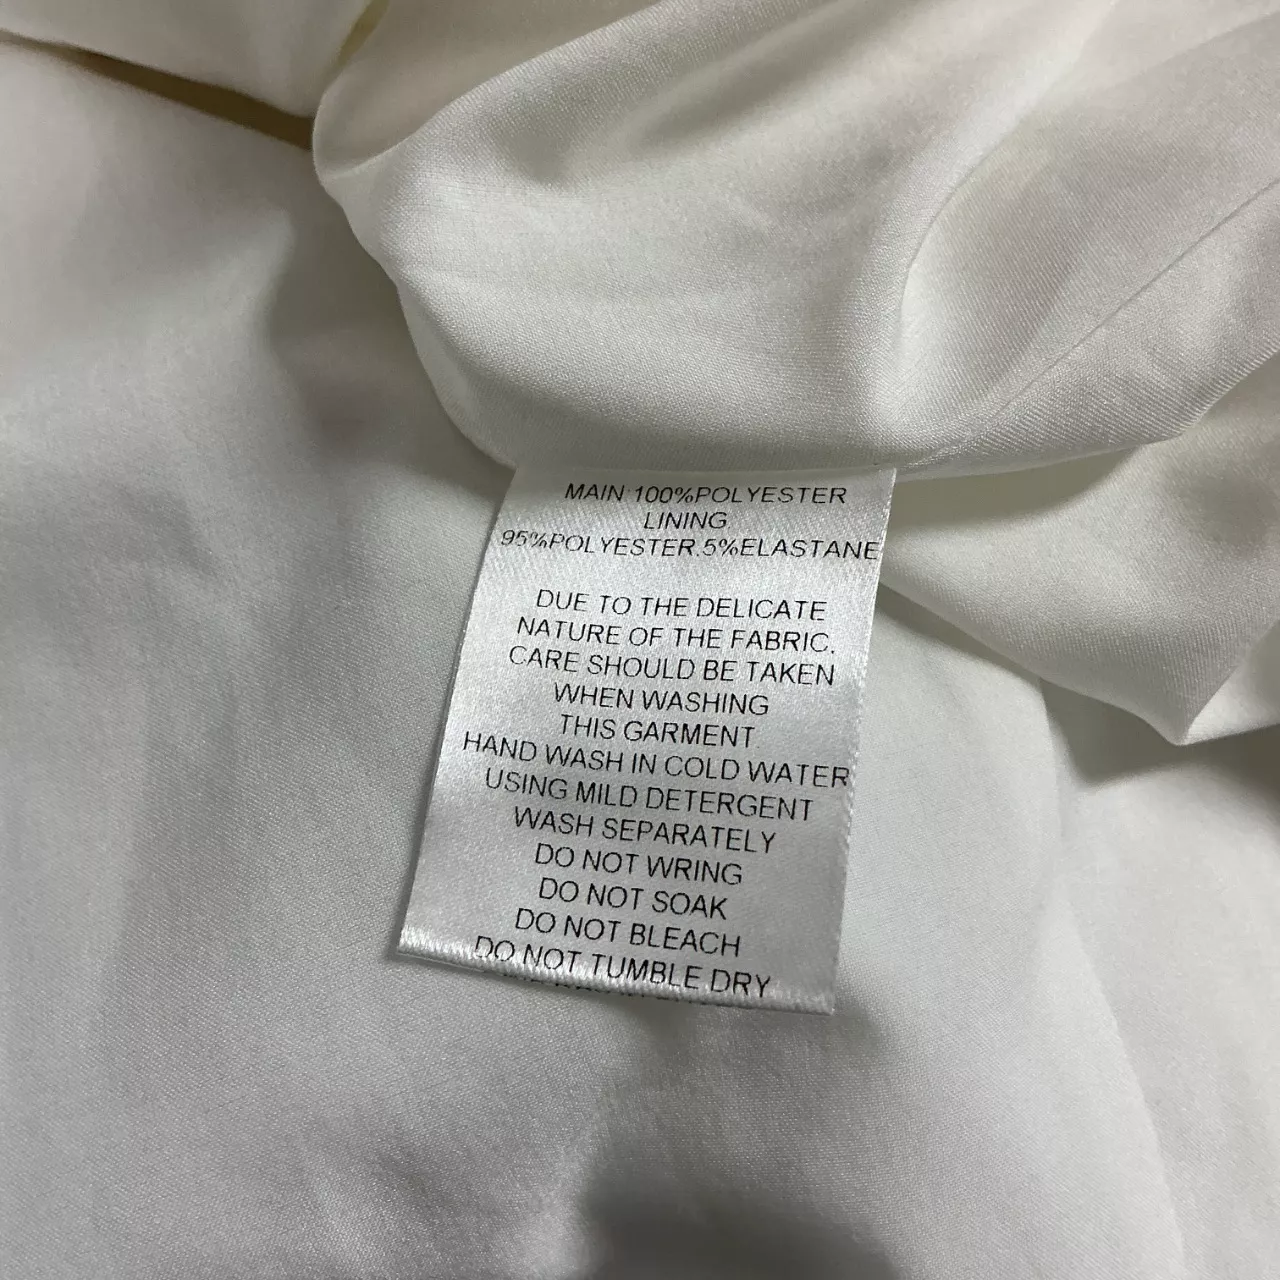 MAIN:100%POLYESTER
LINING
95%POLYESTER.5%ELASTANE
DUE TO THE DELICATE
NATURE OF THE FABRIC.
CARE SHOULD BE TAKEN
WHEN WASHING
THIS GARMENT
HAND WASH IN COLD WATER
USING MILD DETERGENT
WASH SEPARATELY
DO NOT WRING
DO NOT SOAK
DO NOT BLEACH
DO NOT TUMBLE DRY